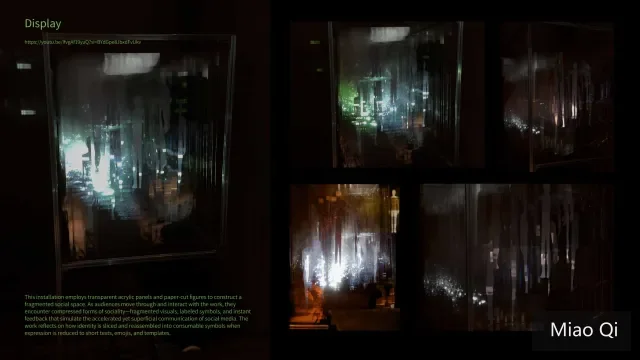 Display
This installation employs transparent acrylic panels and paper-cut figures to construct a
fragmented social space. As audiences move through and interact with the work, they
encounter compressed forms of sociality—fragmented visuals, labeled symbols, and instant
feedback that simulate the accelerated yet superficial communication of social media. The
work reflects on how identity is sliced and reassembled into consumable symbols when
expression is reduced to short texts, emojis, and templates.
Miao Qi